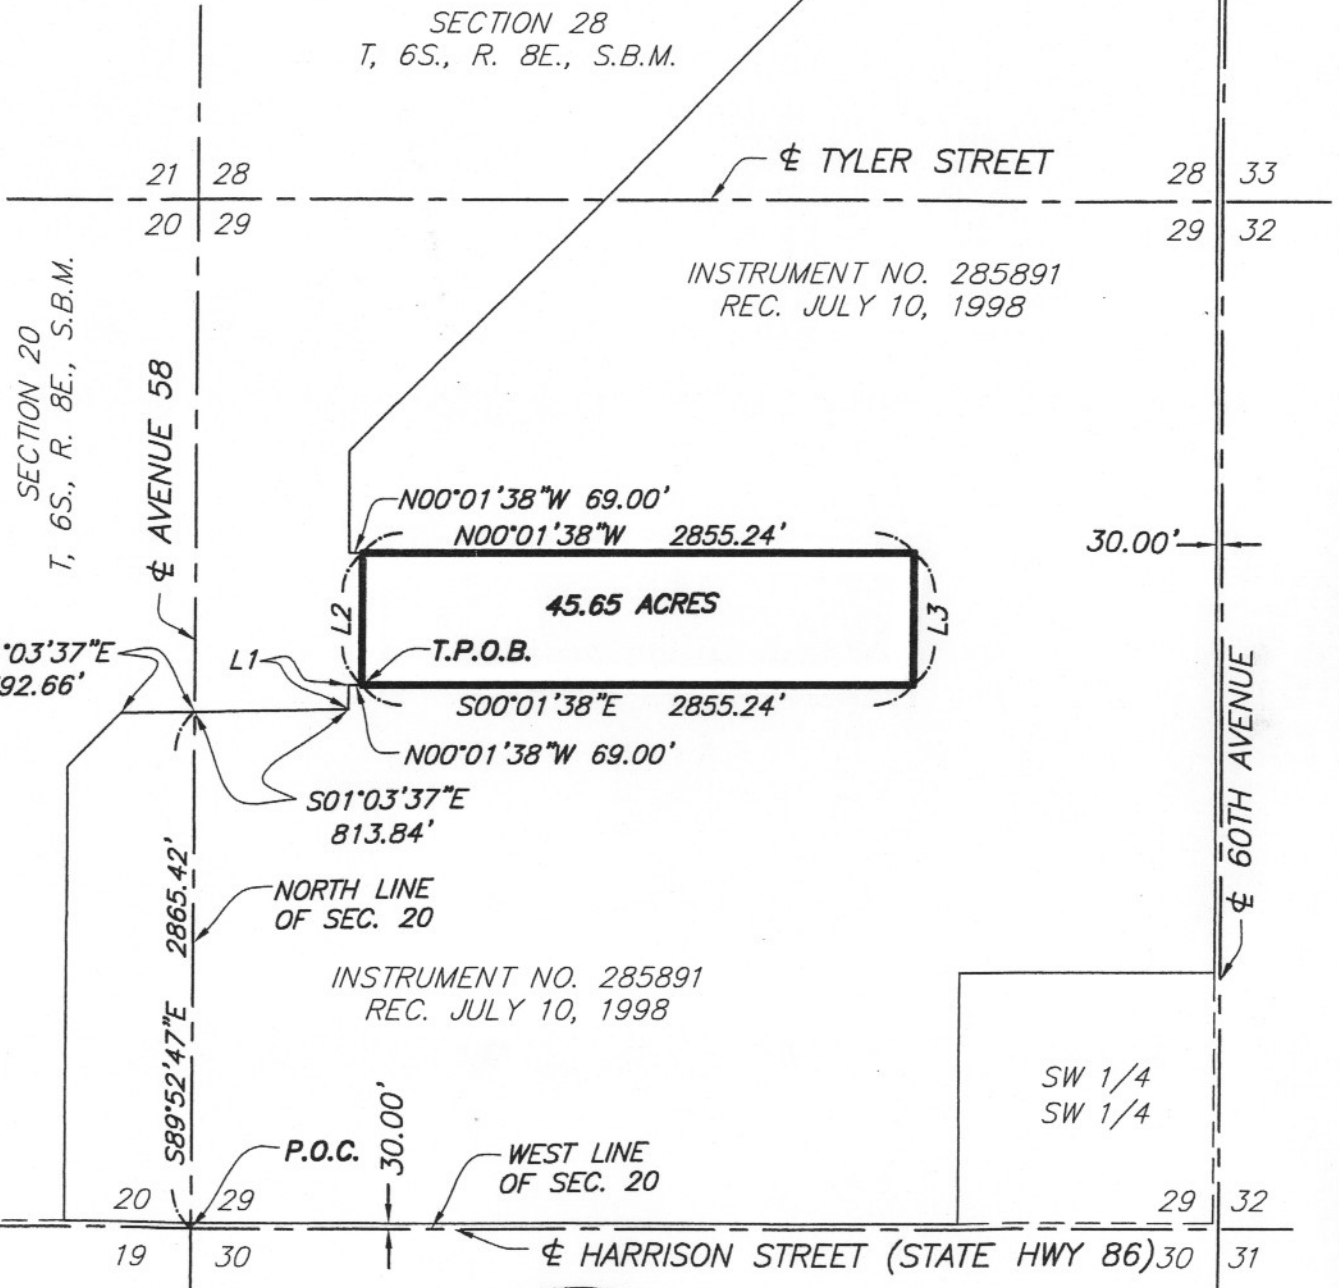 SECTION 28
T, 6S., R. 8E., S.B.M.
℄ TYLER STREET
21 28
20 29
28 33
29 32
INSTRUMENT NO. 285891
REC. JULY 10, 1998
SECTION 20
T, 6S., R. 8E., S.B.M.
℄ AVENUE 58
N00°01'38"W 69.00'
N00°01'38"W 2855.24'
30.00'
L2
45.65 ACRES
L3
T.P.O.B.
°03'37"E
92.66'
L1
S00°01'38"E 2855.24'
N00°01'38"W 69.00'
S01°03'37"E
813.84'
℄ 60TH AVENUE
S89°52'47"E 2865.42'
NORTH LINE
OF SEC. 20
INSTRUMENT NO. 285891
REC. JULY 10, 1998
SW 1/4
SW 1/4
P.O.C.
30.00'
WEST LINE
OF SEC. 20
20 29
19 30
29 32
30 31
℄ HARRISON STREET (STATE HWY 86)